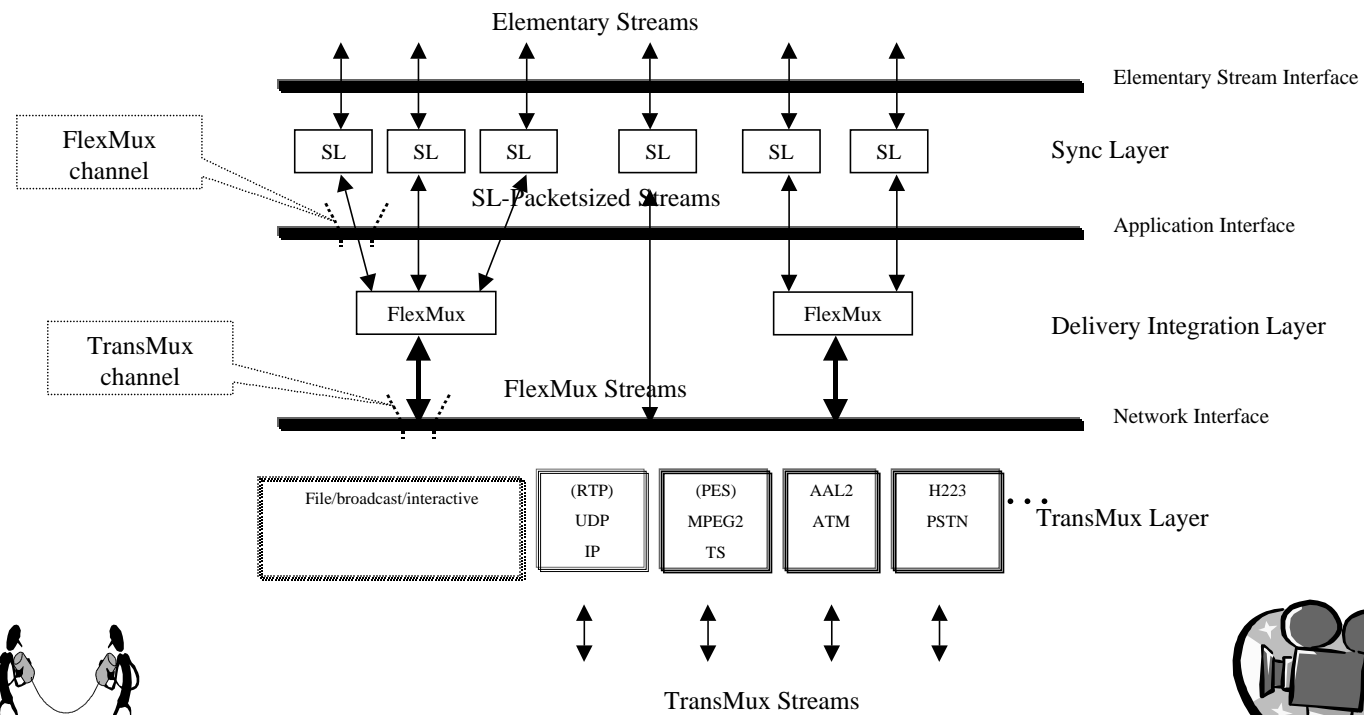 Elementary Streams
Elementary Stream Interface
FlexMux
channel
SL
SL
SL
SL
SL
SL
Sync Layer
SL-Packetsized Streams
Application Interface
FlexMux
FlexMux
Delivery Integration Layer
TransMux
channel
FlexMux Streams
Network Interface
File/broadcast/interactive
(RTP)
UDP
IP
(PES)
MPEG2
TS
AAL2
ATM
H223
PSTN
...
TransMux Layer
TransMux Streams